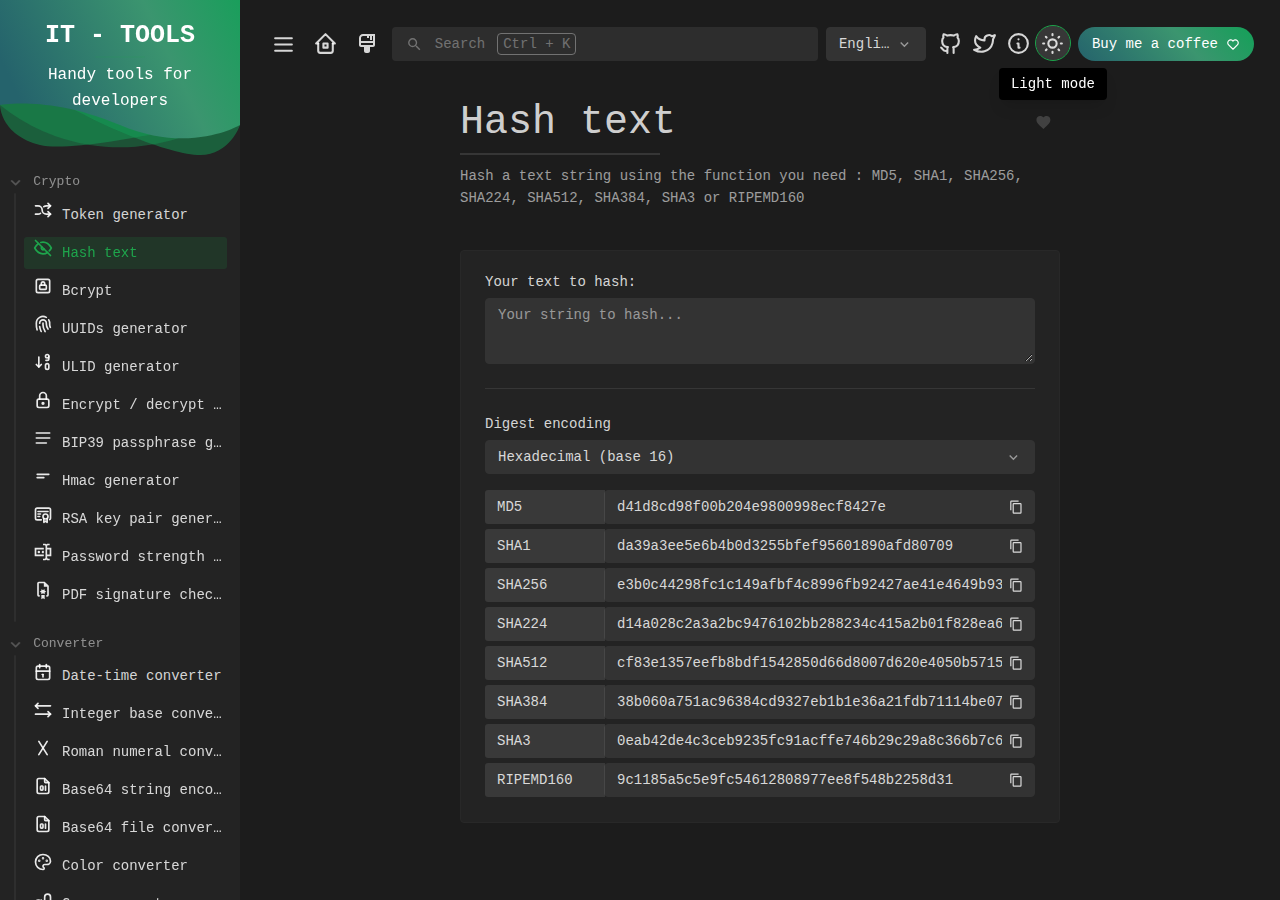 IT - TOOLS
Handy tools for
developers
Search Ctrl + K
Engli…
Buy me a coffee
Light mode
Crypto
Token generator
Hash text
Bcrypt
UUIDs generator
ULID generator
Encrypt / decrypt …
BIP39 passphrase g…
Hmac generator
RSA key pair gener…
Password strength …
PDF signature chec…
Converter
Date-time converter
Integer base conve…
Roman numeral conv…
Base64 string enco…
Base64 file conver…
Color converter
Hash text
Hash a text string using the function you need : MD5, SHA1, SHA256,
SHA224, SHA512, SHA384, SHA3 or RIPEMD160
Your text to hash:
Your string to hash...
Digest encoding
Hexadecimal (base 16)
MD5 d41d8cd98f00b204e9800998ecf8427e
SHA1 da39a3ee5e6b4b0d3255bfef95601890afd80709
SHA256 e3b0c44298fc1c149afbf4c8996fb92427ae41e4649b93
SHA224 d14a028c2a3a2bc9476102bb288234c415a2b01f828ea6
SHA512 cf83e1357eefb8bdf1542850d66d8007d620e4050b5715
SHA384 38b060a751ac96384cd9327eb1b1e36a21fdb71114be07
SHA3 0eab42de4c3ceb9235fc91acffe746b29c29a8c366b7c6
RIPEMD160 9c1185a5c5e9fc54612808977ee8f548b2258d31